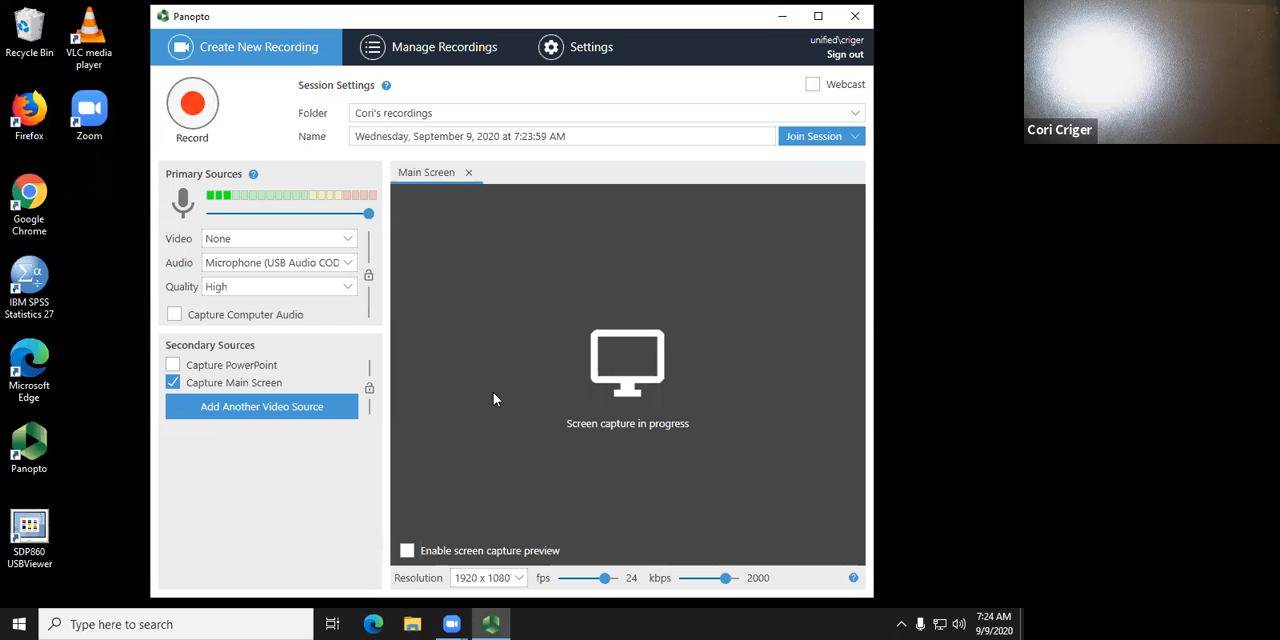 Recycle Bin
VLC media
player
Firefox
Zoom
Google
Chrome
IBM SPSS
Statistics 27
Microsoft
Edge
Panopto
SDP860
USBViewer
Panopto
Create New Recording
Manage Recordings
Settings
unified\criger
Sign out
Record
Session Settings
Webcast
Folder
Cori's recordings
Name
Wednesday, September 9, 2020 at 7:23:59 AM
Join Session
Primary Sources
Video
None
Audio
Microphone (USB Audio COD
Quality
High
Capture Computer Audio
Secondary Sources
Capture PowerPoint
Capture Main Screen
Add Another Video Source
Main Screen
Screen capture in progress
Enable screen capture preview
Resolution
1920 x 1080
fps
24
kbps
2000
Cori Criger
Type here to search
7:24 AM
9/9/2020